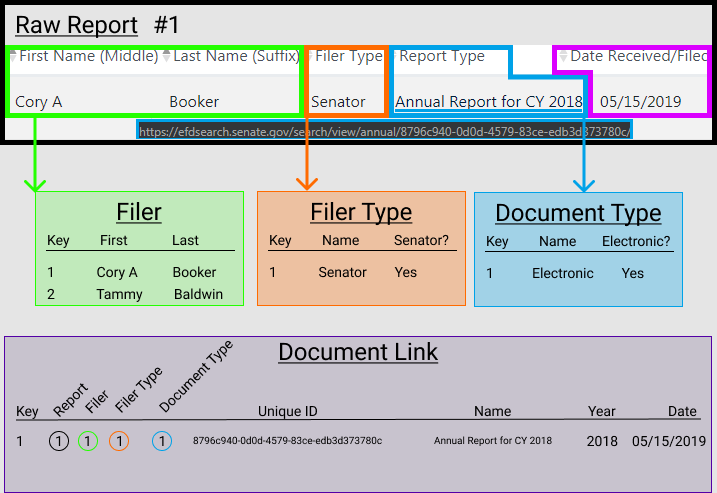 Raw Report #1
First Name (Middle) Last Name (Suffix) Filer Type Report Type Date Received/Filed
Cory A Booker Senator Annual Report for CY 2018 05/15/2019
https://efdsearch.senate.gov/search/view/annual/8796c940-0d0d-4579-83ce-edb3d373780c/
Filer
Key First Last
1 Cory A Booker
2 Tammy Baldwin
Filer Type
Key Name Senator?
1 Senator Yes
Document Type
Key Name Electronic?
1 Electronic Yes
Document Link
Key Report Filer Filer Type Document Type Unique ID Name Year Date
1 1 1 1 1 8796c940-0d0d-4579-83ce-edb3d373780c Annual Report for CY 2018 2018 05/15/2019